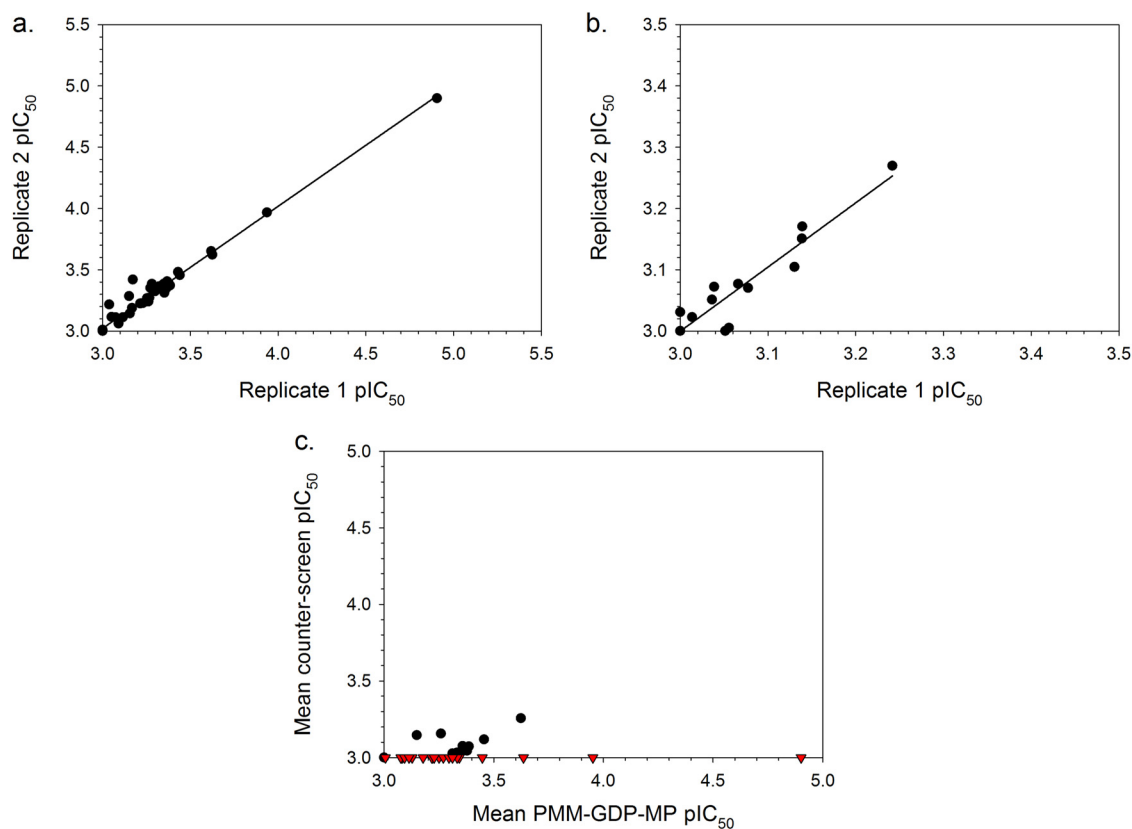 a.
5.5
5.0
4.5
4.0
3.5
3.0
Replicate 2 pIC50
3.0 3.5 4.0 4.5 5.0 5.5
Replicate 1 pIC50
b.
3.5
3.4
3.3
3.2
3.1
3.0
Replicate 2 pIC50
3.0 3.1 3.2 3.3 3.4 3.5
Replicate 1 pIC50
c.
5.0
4.5
4.0
3.5
3.0
Mean counter-screen pIC50
3.0 3.5 4.0 4.5 5.0
Mean PMM-GDP-MP pIC50